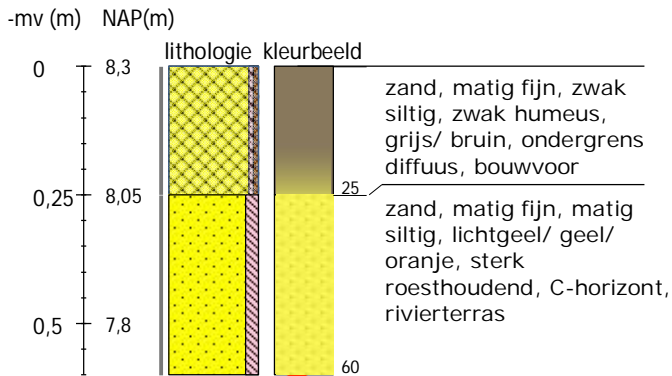 -mv (m) NAP(m)
lithologie kleurbeeld
0 8,3
zand, matig fijn, zwak
siltig, zwak humeus,
grijs/ bruin, ondergrens
diffuus, bouwvoor
0,25 8,05 25
zand, matig fijn, matig
siltig, lichtgeel/ geel/
oranje, sterk
roesthoudend, C-horizont,
rivierterras
0,5 7,8
60